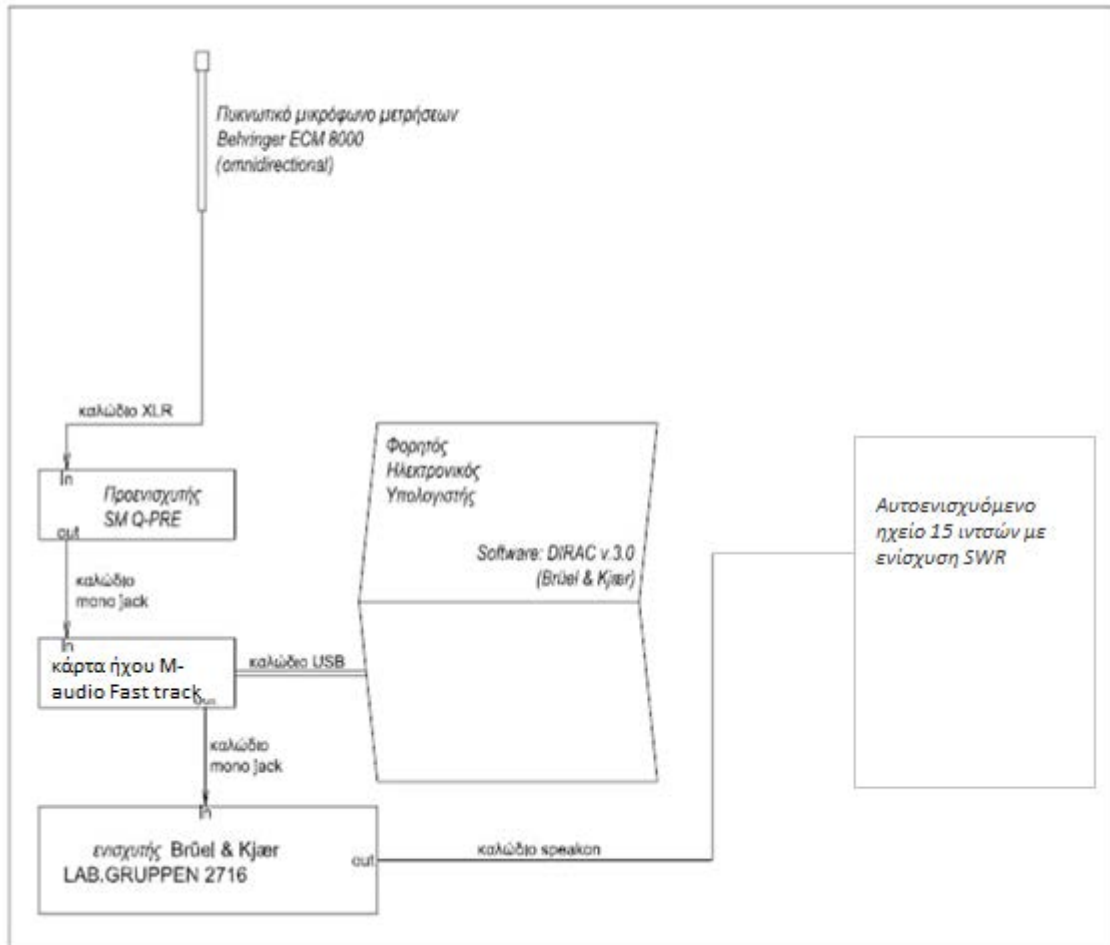 Πυκνωτικό μικρόφωνο μετρήσεων
Behringer ECM 8000
(omnidirectional)
καλώδιο XLR
In
Προενισχυτής
SM Q-PRE
out
καλώδιο
mono jack
In
κάρτα ήχου M-
audio Fast track
out
καλώδιο USB
Φορητός
Ηλεκτρονικός
Υπολογιστής
Software: DIRAC v.3.0
(Brüel & Kjær)
καλώδιο
mono jack
In
ενισχυτής Brüel & Kjær
LAB.GRUPPEN 2716
out
καλώδιο speakon
Αυτοενισχυόμενο
ηχείο 15 ιντσών με
ενίσχυση SWR